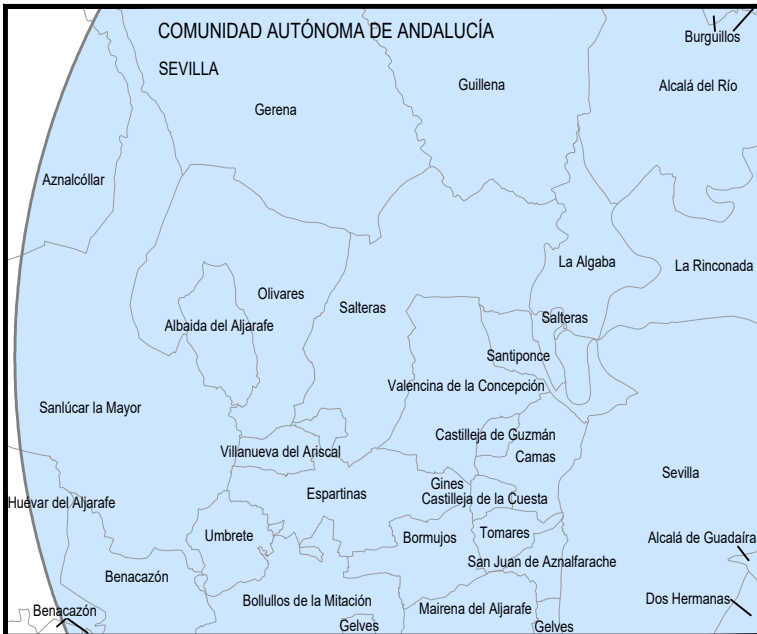 COMUNIDAD AUTÓNOMA DE ANDALUCÍA
Burguillos
SEVILLA
Guillena
Alcalá del Río
Gerena
Aznalcóllar
La Algaba
La Rinconada
Olivares
Salteras
Salteras
Albaida del Aljarafe
Santiponce
Valencina de la Concepción
Sanlúcar la Mayor
Castilleja de Guzmán
Villanueva del Ariscal
Camas
Sevilla
Gines
Espartinas
Castilleja de la Cuesta
Huévar del Aljarafe
Umbrete
Bormujos
Tomares
Alcalá de Guadaíra
San Juan de Aznalfarache
Benacazón
Bollullos de la Mitación
Dos Hermanas
Benacazón
Mairena del Aljarafe
Gelves
Gelves